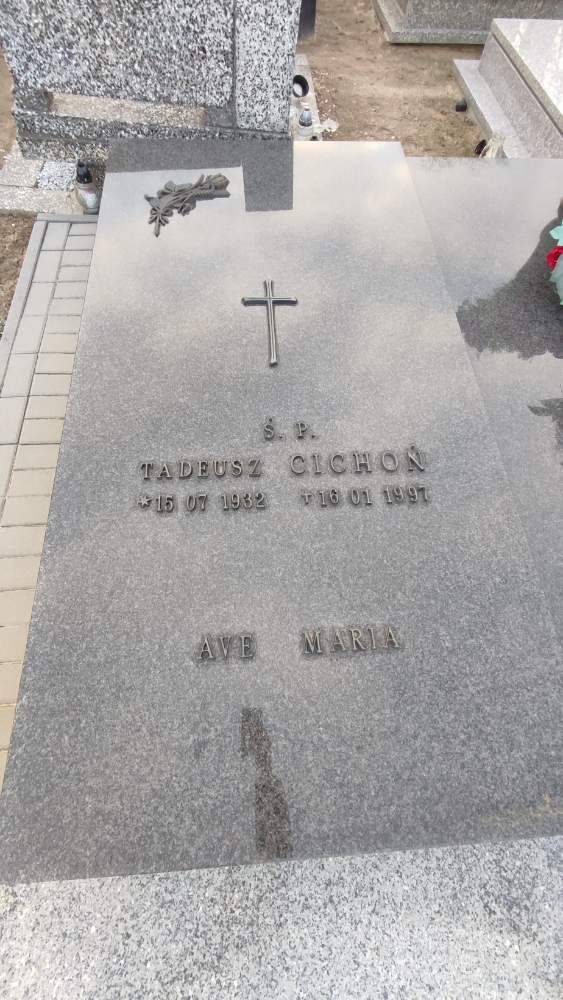 Ś. P.
TADEUSZ CICHOŃ
*15 07 1932 +16 01 1997
AVE MARIA